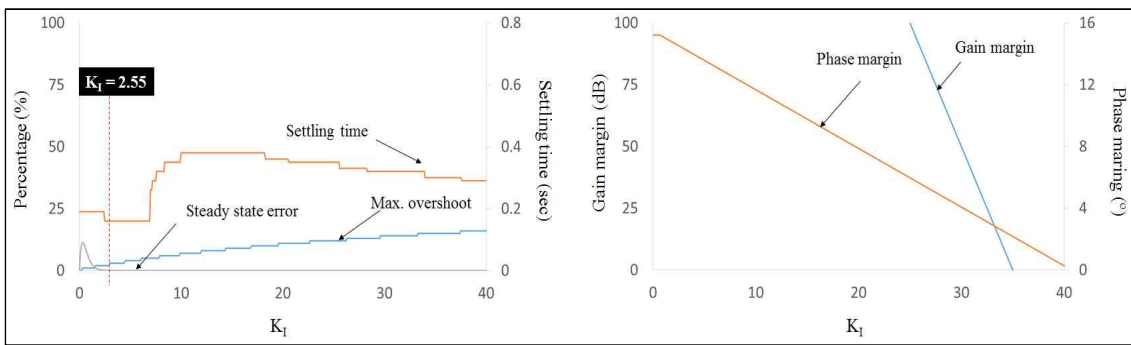 100
75
50
25
0
Percentage (%)
K_I = 2.55
Settling time
Steady state error
Max. overshoot
0.8
0.6
0.4
0.2
0
Settling time (sec)
0 10 20 30 40
K_I
100
75
50
25
0
Gain margin (dB)
Phase margin
Gain margin
16
12
8
4
0
Phase maring (°)
0 10 20 30 40
K_I